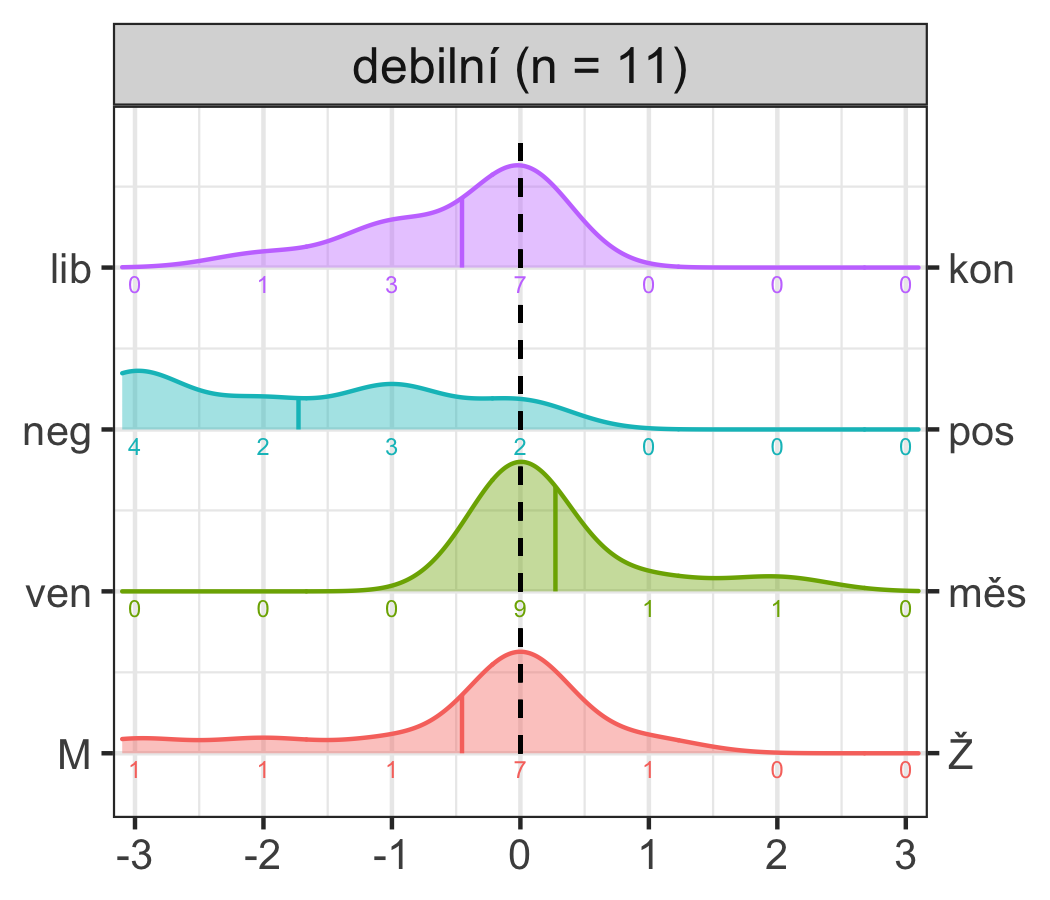 debilní (n = 11)
lib kon
0 1 3 7 0 0 0
neg pos
4 2 3 2 0 0 0
ven měs
0 0 0 9 1 1 0
M Ž
1 1 1 7 1 0 0
-3 -2 -1 0 1 2 3